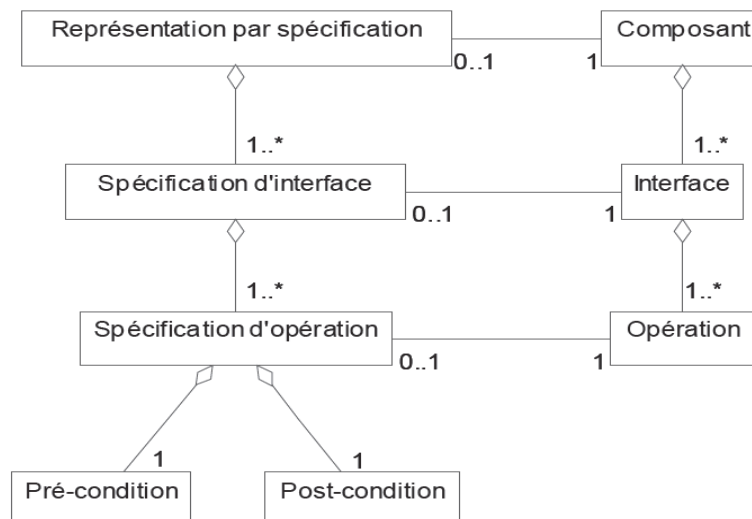 Représentation par spécification
Composant
0..1
1
1..*
1..*
Spécification d'interface
Interface
0..1
1
1..*
1..*
Spécification d'opération
Opération
0..1
1
1
1
Pré-condition
Post-condition